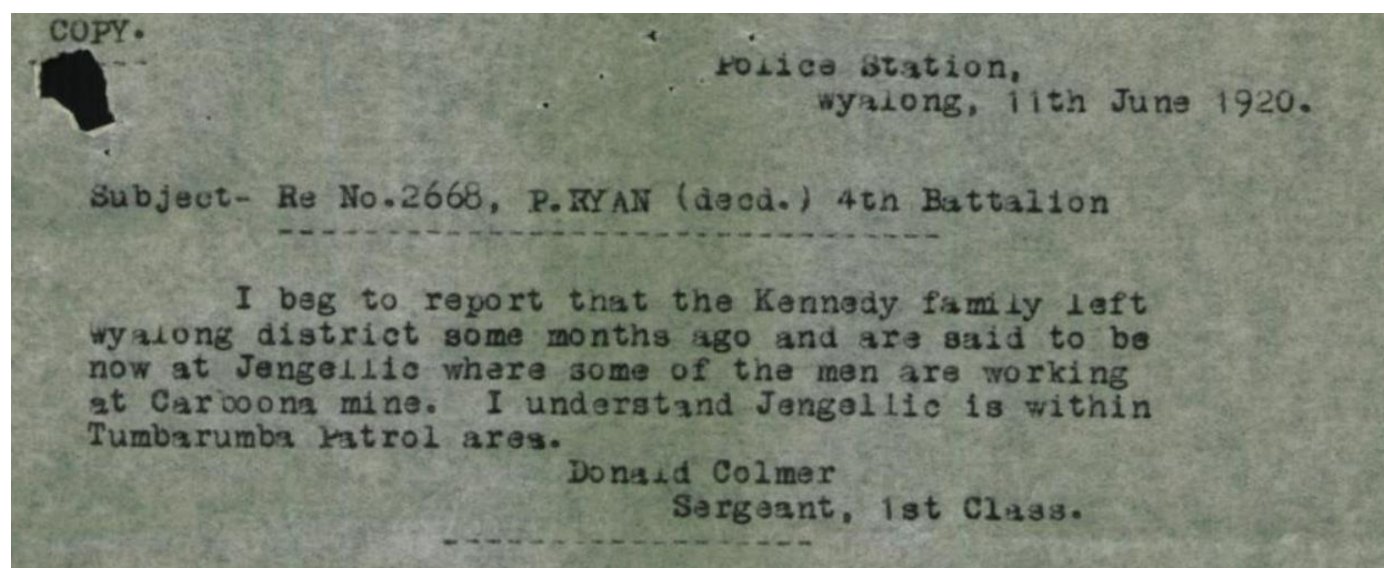 COPY.
Police Station,
Wyalong, 11th June 1920.
Subject- Re No.2668, P.RYAN (decd.) 4th Battalion
I beg to report that the Kennedy family left
Wyalong district some months ago and are said to be
now at Jengellic where some of the men are working
at Carboona mine. I understand Jengellic is within
Tumbarumba Patrol area.
Donald Colmer
Sergeant, 1st Class.